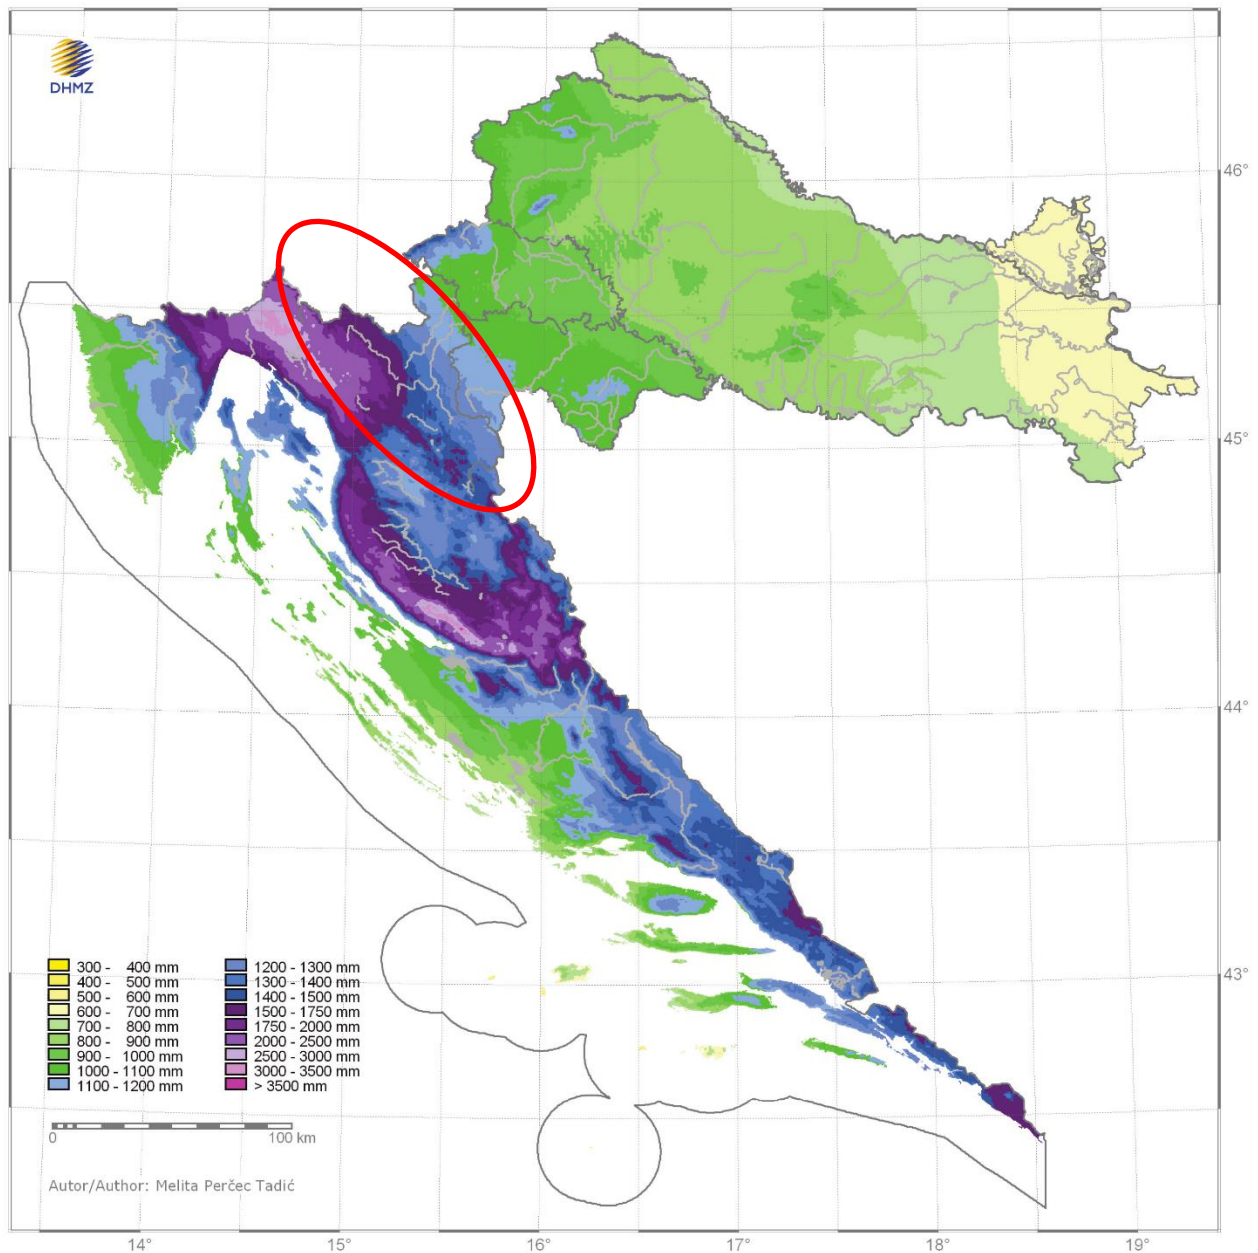 DHMZ
46°
45°
44°
43°
300 - 400 mm
400 - 500 mm
500 - 600 mm
600 - 700 mm
700 - 800 mm
800 - 900 mm
900 - 1000 mm
1000 - 1100 mm
1100 - 1200 mm
1200 - 1300 mm
1300 - 1400 mm
1400 - 1500 mm
1500 - 1750 mm
1750 - 2000 mm
2000 - 2500 mm
2500 - 3000 mm
3000 - 3500 mm
> 3500 mm
0 100 km
Autor/Author: Melita Perčec Tadić
14° 15° 16° 17° 18° 19°